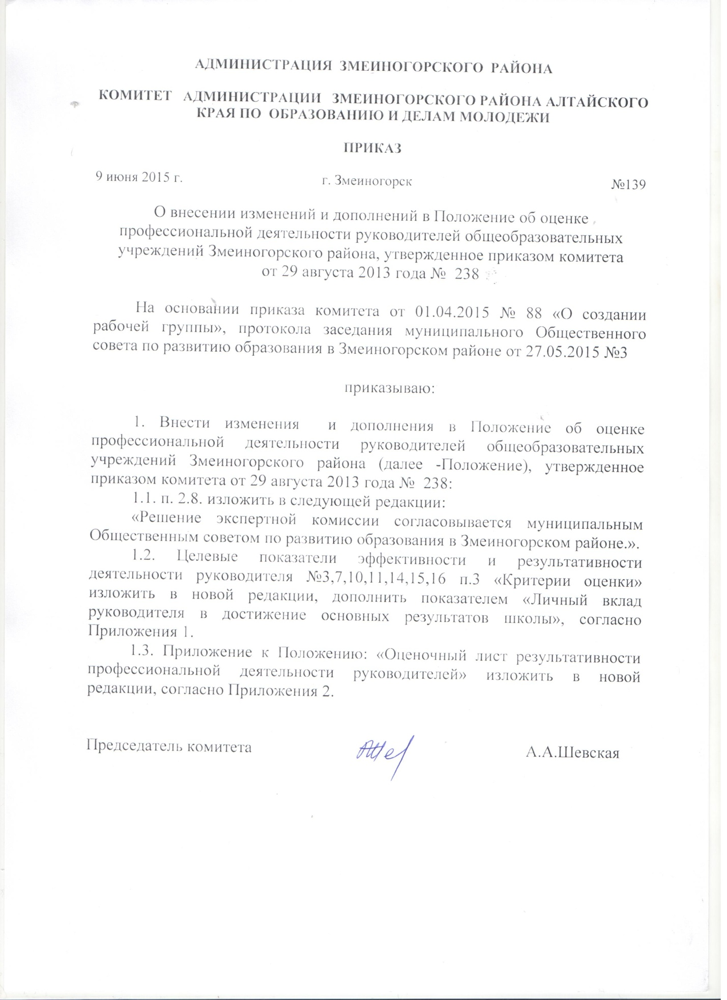 АДМИНИСТРАЦИЯ ЗМЕИНОГОРСКОГО РАЙОНА
КОМИТЕТ АДМИНИСТРАЦИИ ЗМЕИНОГОРСКОГО РАЙОНА АЛТАЙСКОГО
КРАЯ ПО ОБРАЗОВАНИЮ И ДЕЛАМ МОЛОДЕЖИ
ПРИКАЗ
9 июня 2015 г. г. Змеиногорск №139
О внесении изменений и дополнений в Положение об оценке
профессиональной деятельности руководителей общеобразовательных
учреждений Змеиногорского района, утвержденное приказом комитета
от 29 августа 2013 года № 238
На основании приказа комитета от 01.04.2015 № 88 «О создании
рабочей группы», протокола заседания муниципального Общественного
совета по развитию образования в Змеиногорском районе от 27.05.2015 №3
приказываю:
1. Внести изменения и дополнения в Положение об оценке
профессиональной деятельности руководителей общеобразовательных
учреждений Змеиногорского района (далее -Положение), утвержденное
приказом комитета от 29 августа 2013 года № 238:
1.1. п. 2.8. изложить в следующей редакции:
«Решение экспертной комиссии согласовывается муниципальным
Общественным советом по развитию образования в Змеиногорском районе.».
1.2. Целевые показатели эффективности и результативности
деятельности руководителя №3,7,10,11,14,15,16 п.3 «Критерии оценки»
изложить в новой редакции, дополнить показателем «Личный вклад
руководителя в достижение основных результатов школы», согласно
Приложения 1.
1.3. Приложение к Положению: «Оценочный лист результативности
профессиональной деятельности руководителей» изложить в новой
редакции, согласно Приложения 2.
Председатель комитета А.А.Шевская